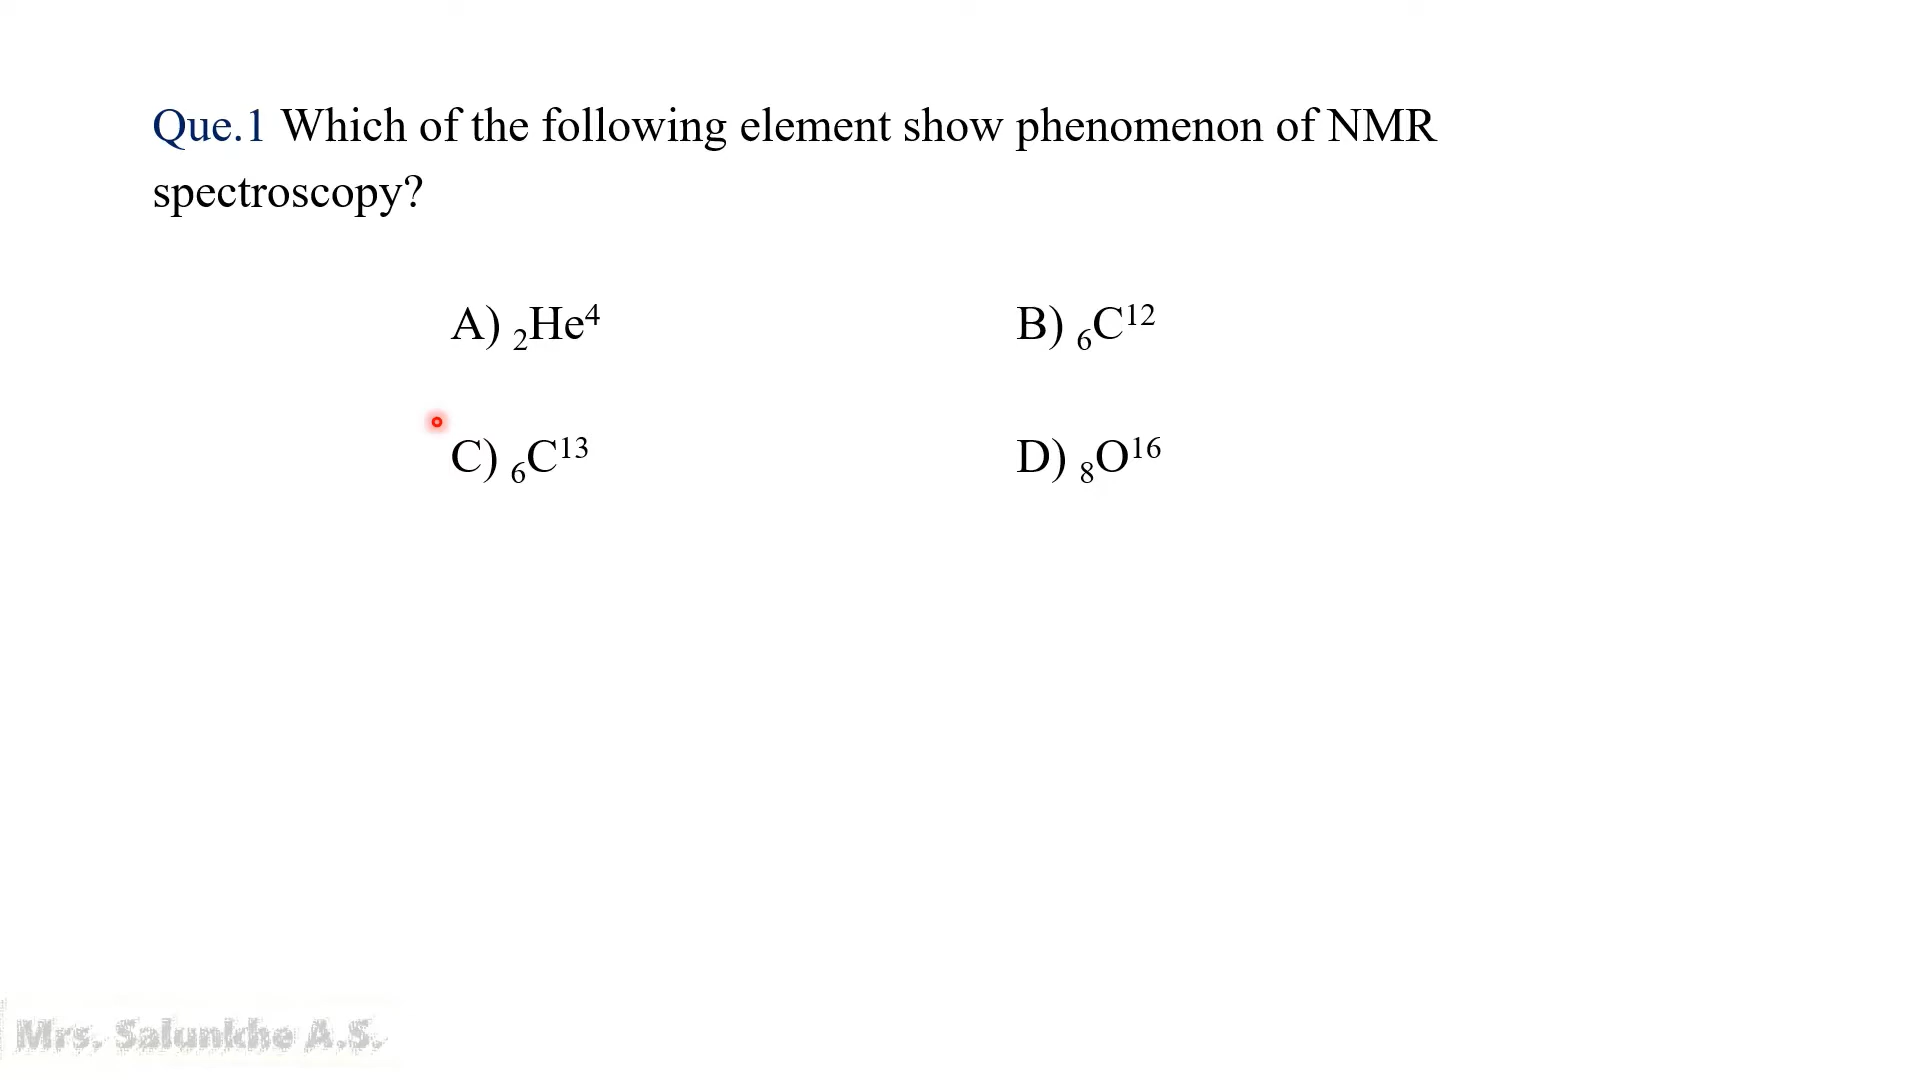 Que.1 Which of the following element show phenomenon of NMR
spectroscopy?
A) ₂He⁴ B) ₆C¹²
C) ₆C¹³ D) ₈O¹⁶
Mrs. Salunkhe A.S.